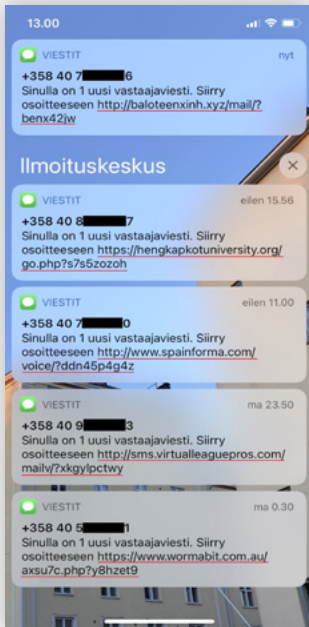 13.00
VIESTIT nyt
+358 40 7 6
Sinulla on 1 uusi vastaajaviesti. Siirry
osoitteeseen http://baloteenxinh.xyz/mail/?
benx42jw
Ilmoituskeskus
VIESTIT eilen 15.56
+358 40 8 7
Sinulla on 1 uusi vastaajaviesti. Siirry
osoitteeseen https://hengkapkotuniversity.org/
go.php?s7s5zozoh
VIESTIT eilen 11.00
+358 40 7 0
Sinulla on 1 uusi vastaajaviesti. Siirry
osoitteeseen http://www.spainforma.com/
voice/?ddn45p4g4z
VIESTIT ma 23.50
+358 40 9 3
Sinulla on 1 uusi vastaajaviesti. Siirry
osoitteeseen http://sms.virtualleaguepros.com/
mailv/?xkgylpctwy
VIESTIT ma 0.30
+358 40 5 1
Sinulla on 1 uusi vastaajaviesti. Siirry
osoitteeseen https://www.wormabit.com.au/
axsu7c.php?y8hzet9